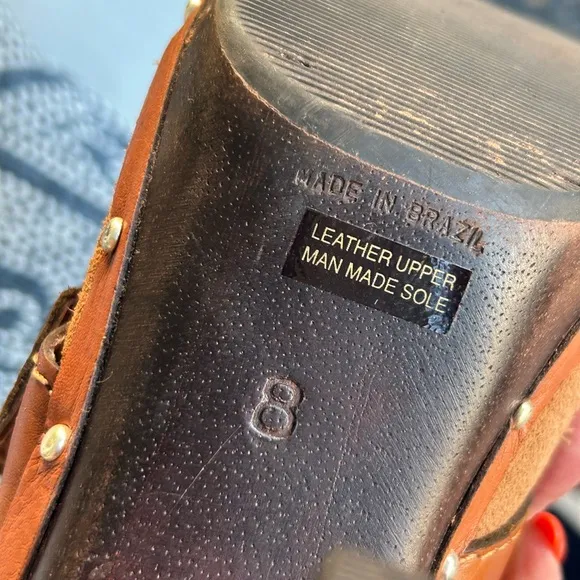 MADE IN BRAZIL
LEATHER UPPER
MAN MADE SOLE
8